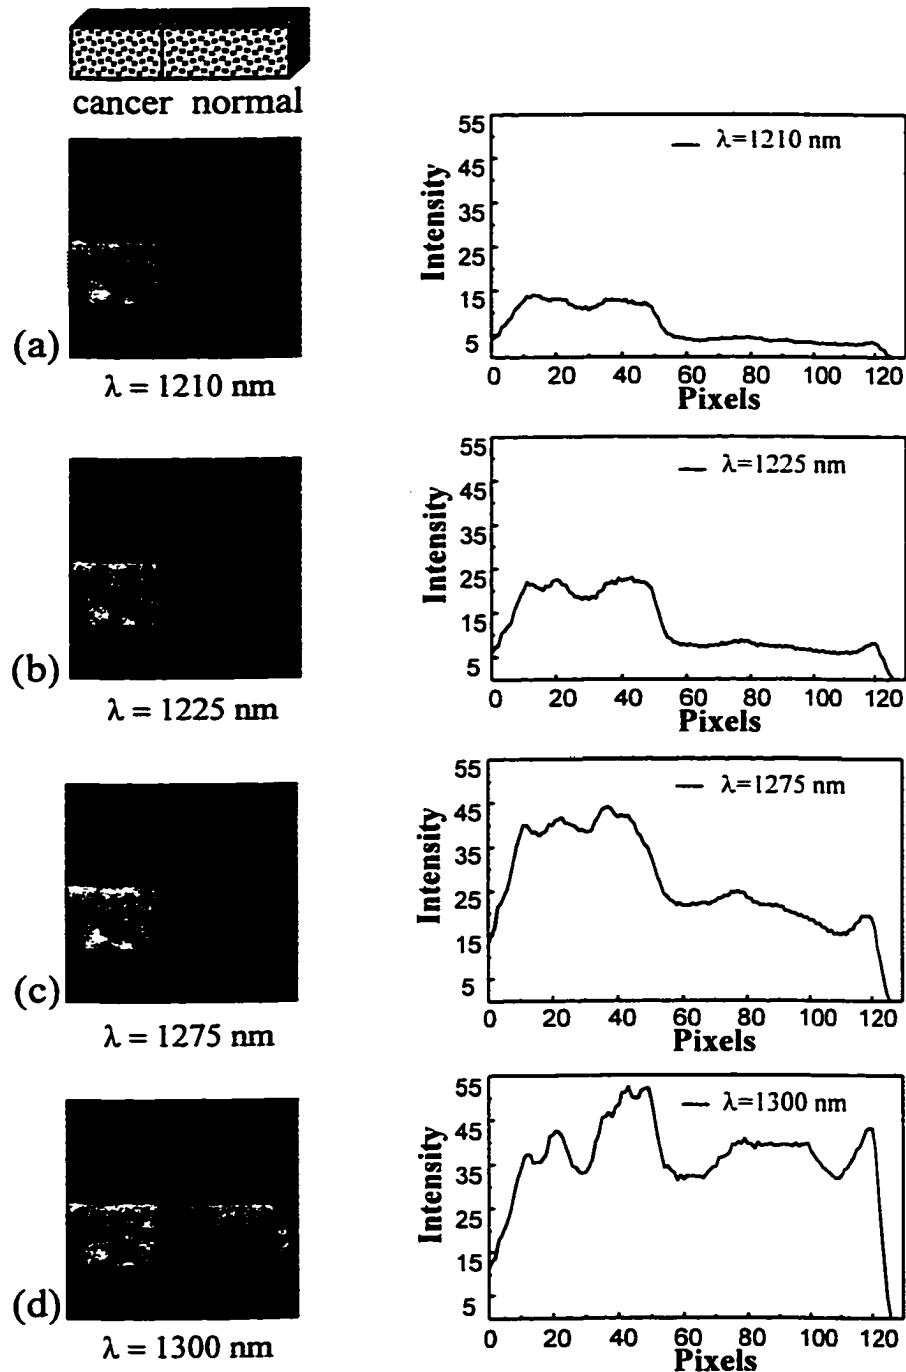 cancer normal
(a)
λ = 1210 nm
Intensity
55
45
35
25
15
5
λ=1210 nm
0 20 40 60 80 100 120
Pixels
(b)
λ = 1225 nm
Intensity
55
45
35
25
15
5
λ=1225 nm
0 20 40 60 80 100 120
Pixels
(c)
λ = 1275 nm
Intensity
55
45
35
25
15
5
λ=1275 nm
0 20 40 60 80 100 120
Pixels
(d)
λ = 1300 nm
Intensity
55
45
35
25
15
5
λ=1300 nm
0 20 40 60 80 100 120
Pixels